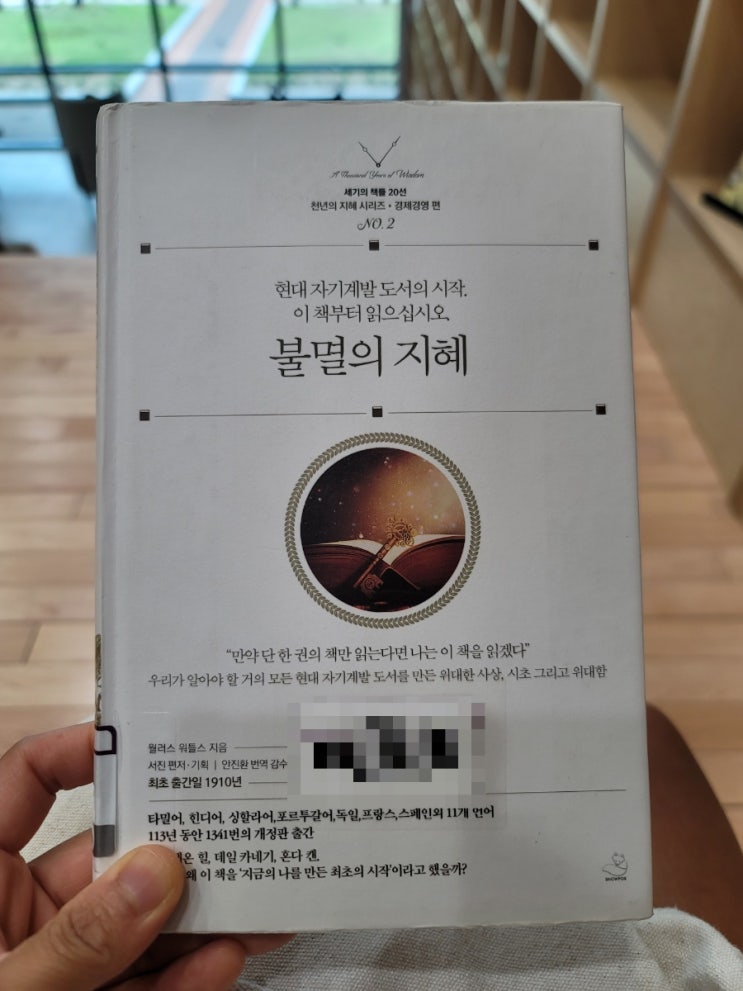 A Thousand Years of Wisdom
세기의 책들 20선
천년의 지혜 시리즈 · 경제경영 편
NO. 2
현대 자기계발 도서의 시작.
이 책부터 읽으십시오.
불멸의 지혜
“만약 단 한 권의 책만 읽는다면 나는 이 책을 읽겠다”
우리가 알아야 할 거의 모든 현대 자기계발 도서를 만든 위대한 사상, 시초 그리고 위대함
월러스 워틀스 지음
서진 편저·기획 | 안진환 번역 감수
최초 출간일 1910년
타밀어, 힌디어, 싱할라어,포르투갈어,독일,프랑스,스페인외 11개 언어
113년 동안 1341번의 개정판 출간
힐, 데일 카네기, 혼다 켄.
왜 이 책을 ‘지금의 나를 만든 최초의 시작’이라고 했을까?
SNOWFOX